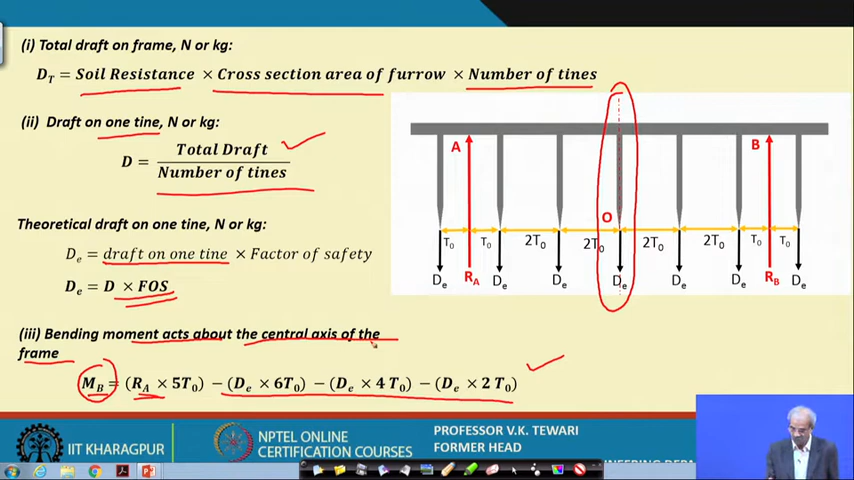 (i) Total draft on frame, N or kg:
D_T = Soil Resistance × Cross section area of furrow × Number of tines
(ii) Draft on one tine, N or kg:
D = Total Draft / Number of tines
Theoretical draft on one tine, N or kg:
D_e = draft on one tine × Factor of safety
D_e = D × FOS
(iii) Bending moment acts about the central axis of the
frame
M_B = (R_A × 5T_0) − (D_e × 6T_0) − (D_e × 4 T_0) − (D_e × 2 T_0)
A B
O
T_0 T_0 2T_0 2T_0 2T_0 2T_0 T_0 T_0
D_e R_A D_e D_e D_e D_e D_e R_B D_e
IIT KHARAGPUR
NPTEL ONLINE
CERTIFICATION COURSES
PROFESSOR V.K. TEWARI
FORMER HEAD